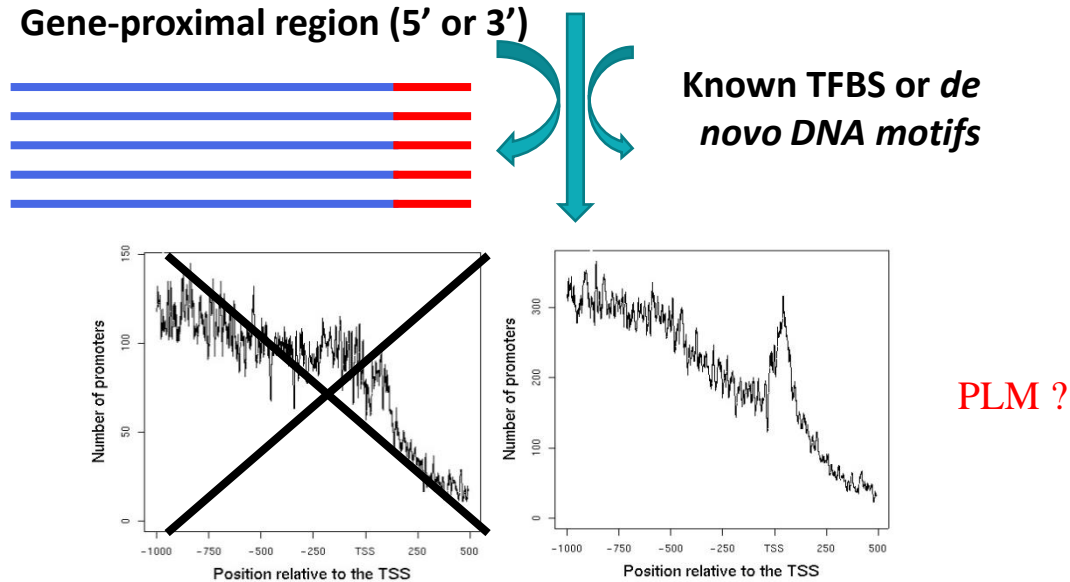 Gene-proximal region (5’ or 3’)
Known TFBS or de
novo DNA motifs
Number of promoters
150
100
50
0
-1000
-750
-500
-250
TSS
250
500
Position relative to the TSS
Number of promoters
300
200
100
0
-1000
-750
-500
-250
TSS
250
500
Position relative to the TSS
PLM ?